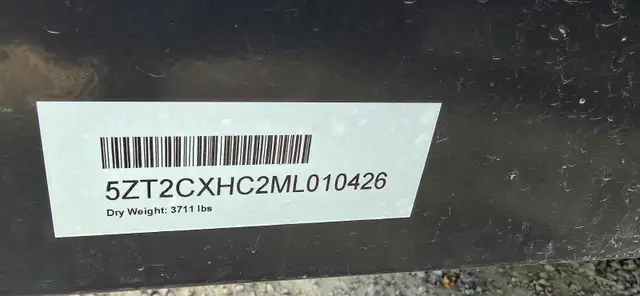 5ZT2CXHC2ML010426
Dry Weight: 3711 lbs